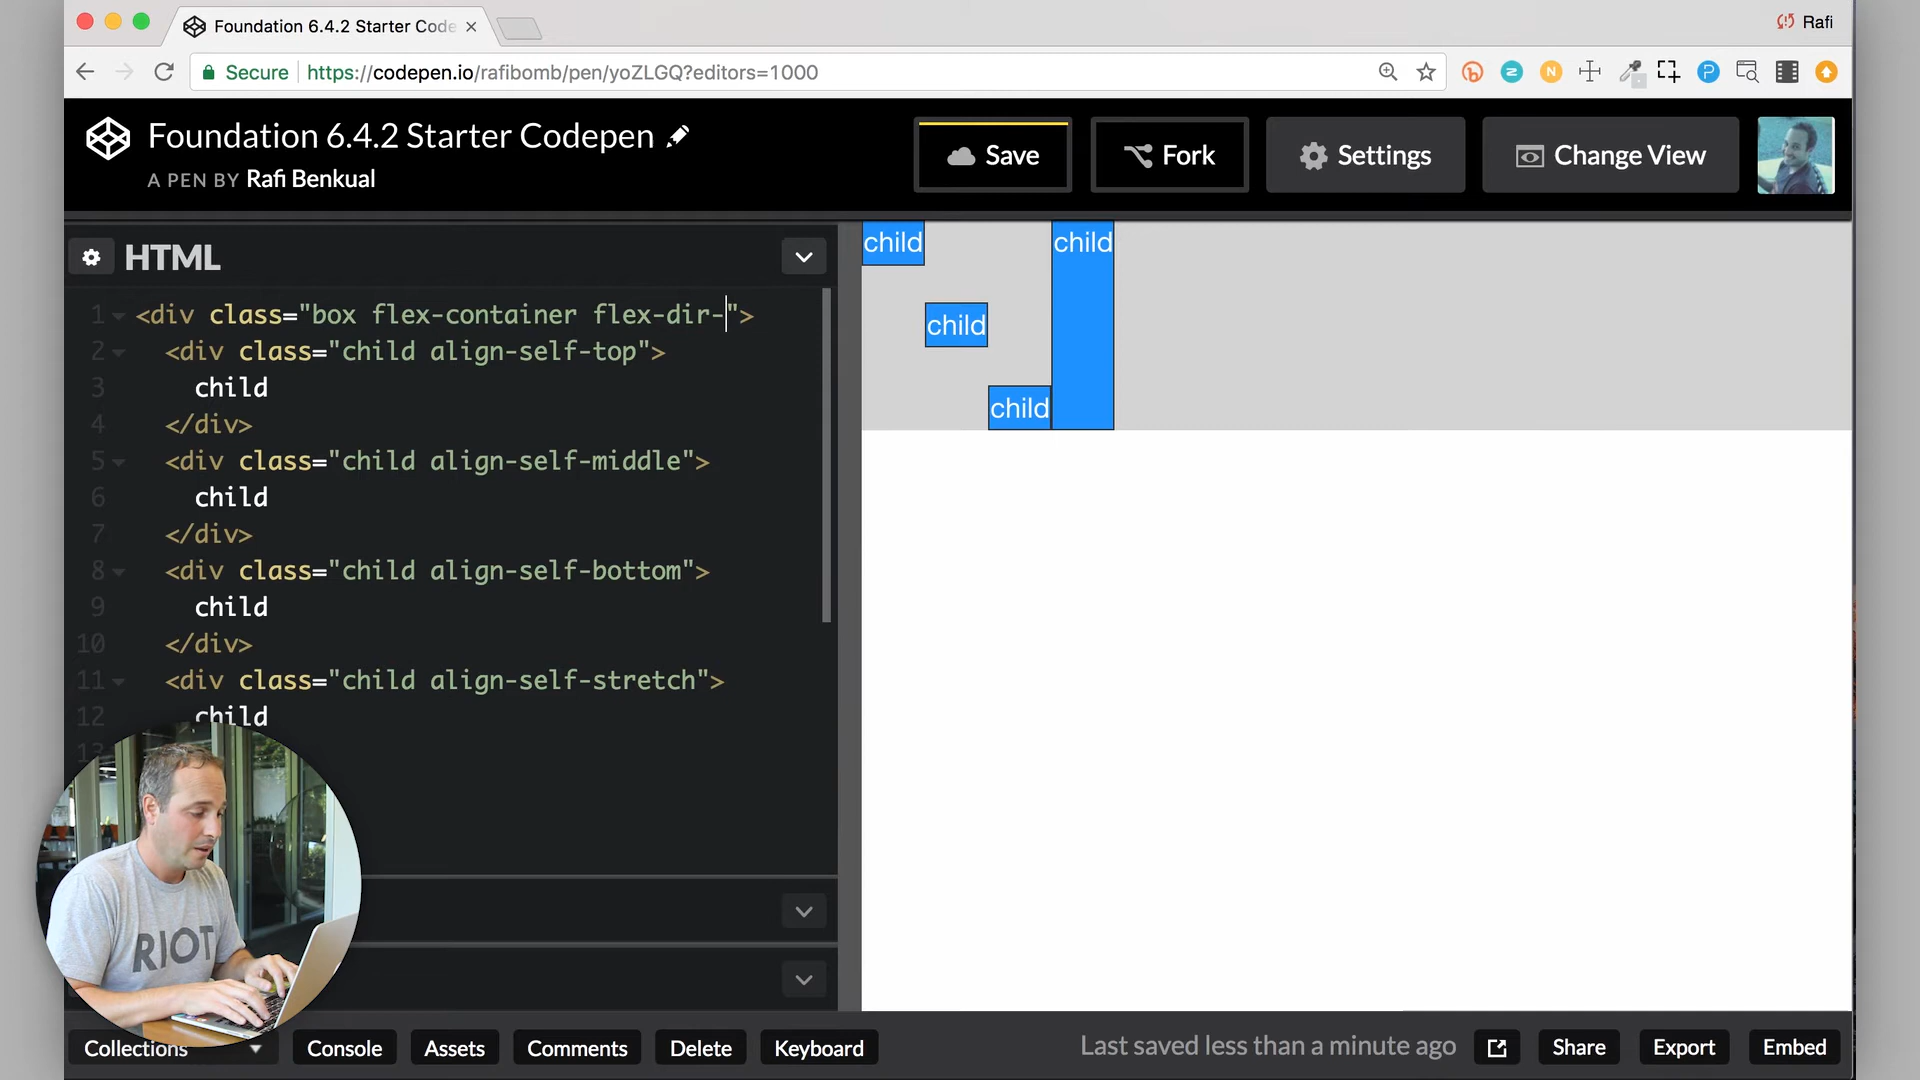 Foundation 6.4.2 Starter Code
Rafi
Secure
https://codepen.io/rafibomb/pen/yoZLGQ?editors=1000
Foundation 6.4.2 Starter Codepen
A PEN BY Rafi Benkual
Save
Fork
Settings
Change View
HTML
1 <div class="box flex-container flex-dir-">
2 <div class="child align-self-top">
3 child
4 </div>
5 <div class="child align-self-middle">
6 child
7 </div>
8 <div class="child align-self-bottom">
9 child
10 </div>
11 <div class="child align-self-stretch">
12 child
13
child
child
child
child
RIOT
Collections
Console
Assets
Comments
Delete
Keyboard
Last saved less than a minute ago
Share
Export
Embed